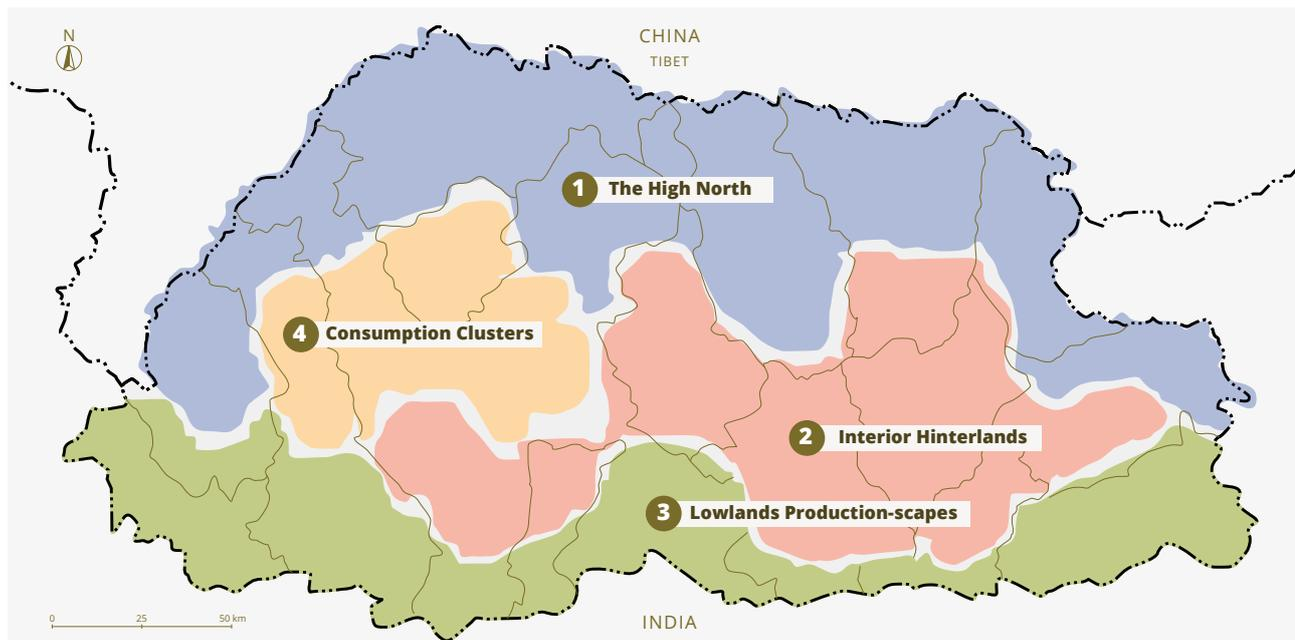 N
CHINA
TIBET
1 The High North
4 Consumption Clusters
2 Interior Hinterlands
3 Lowlands Production-scapes
0 25 50 km
INDIA